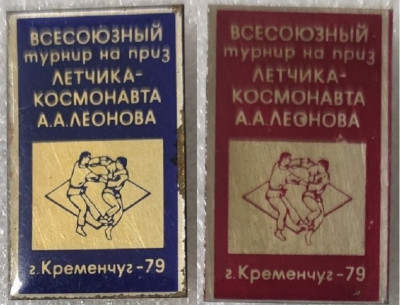 ВСЕСОЮЗНЫЙ
турнир на приз
ЛЕТЧИКА-
КОСМОНАВТА
А.А.ЛЕОНОВА
г.Кременчуг-79
ВСЕСОЮЗНЫЙ
турнир на приз
ЛЕТЧИКА-
КОСМОНАВТА
А.А.ЛЕОНОВА
г.Кременчуг-79